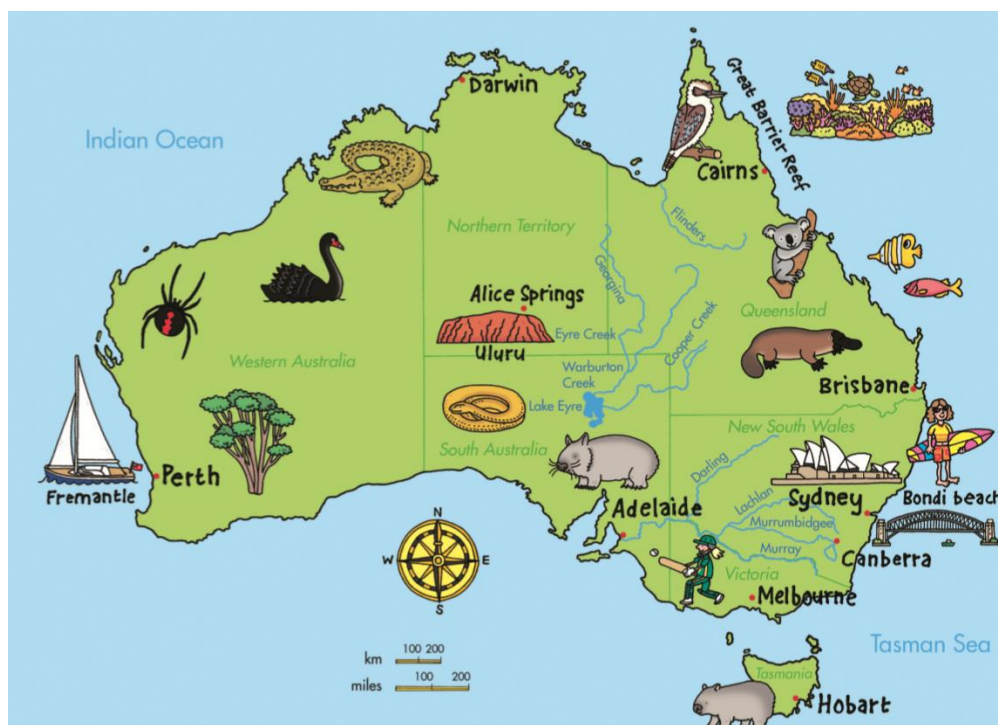 Darwin
Great Barrier Reef
Indian Ocean
Cairns
Flinders
Northern Territory
Georgina
Alice Springs
Queensland
Eyre Creek
Cooper Creek
Uluru
Western Australia
Warburton
Creek
Brisbane
Lake Eyre
New South Wales
South Australia
Darling
Perth
Fremantle
Sydney
Bondi beach
Lachlan
Adelaide
N
Murrumbidgee
W
E
Murray
Canberra
S
Victoria
Melbourne
Tasman Sea
km
100 200
miles
100 200
Tasmania
Hobart